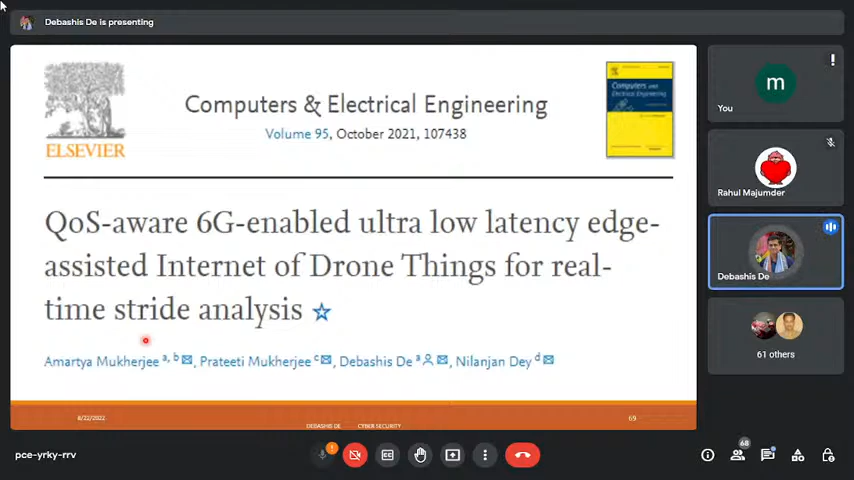 Debashis De is presenting
Computers & Electrical Engineering
Volume 95, October 2021, 107438
ELSEVIER
QoS-aware 6G-enabled ultra low latency edge-
assisted Internet of Drone Things for real-
time stride analysis ☆
Amartya Mukherjee a, b, Prateeti Mukherjee c, Debashis De a, Nilanjan Dey d
8/22/2022
DEBASHIS DE CYBER SECURITY
69
m
You
Rahul Majumder
Debashis De
61 others
pce-yrky-rrv
68